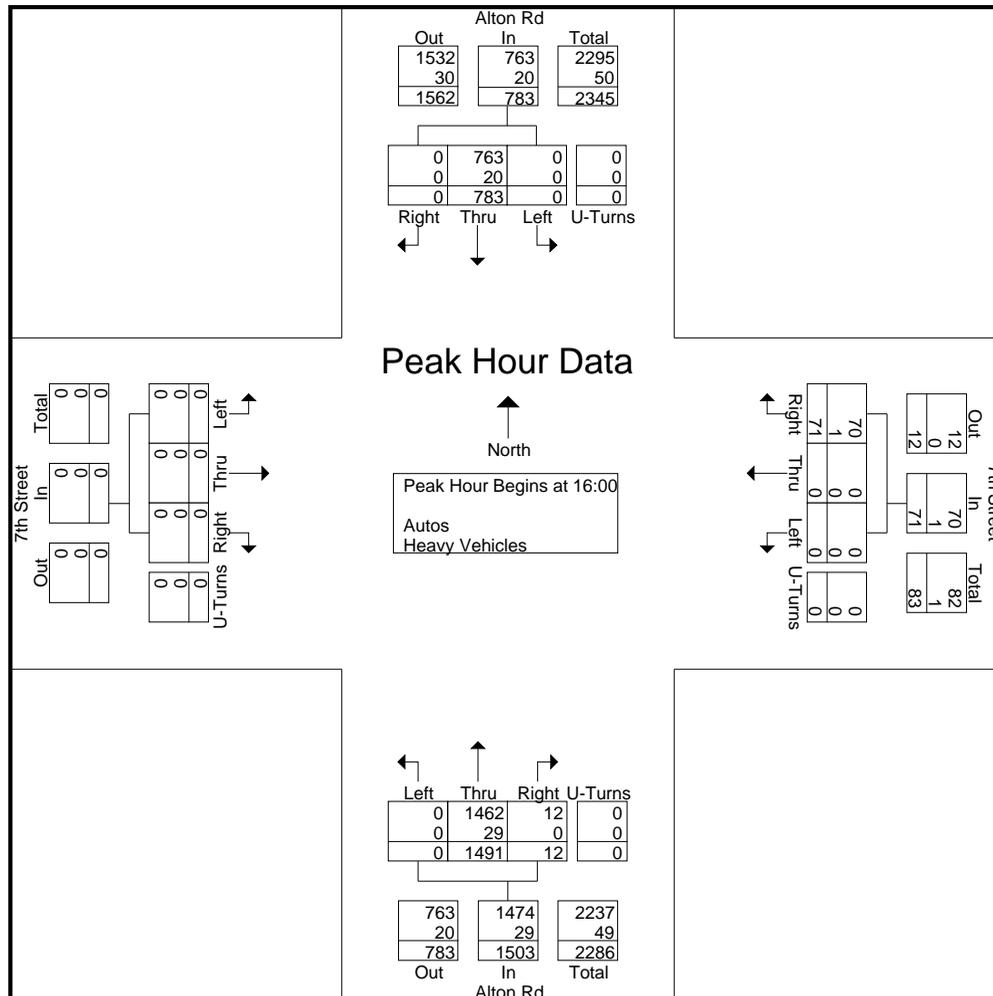 Alton Rd
Out In Total
1532 763 2295
30 20 50
1562 783 2345
0 763 0 0
0 20 0 0
0 783 0 0
Right Thru Left U-Turns
Peak Hour Data
North
Peak Hour Begins at 16:00
Autos
Heavy Vehicles
7th Street
Total In Out
0 0 0
0 0 0
0 0 0
Left Thru Right U-Turns
0 0 0 0
0 0 0 0
0 0 0 0
Right Thru Left U-Turns
70 0 0 0
1 0 0 0
71 0 0 0
Out In Total
12 70 82
0 1 1
12 71 83
Street
Left Thru Right U-Turns
0 1462 12 0
0 29 0 0
0 1491 12 0
763 1474 2237
20 29 49
783 1503 2286
Out In Total
Alton Rd